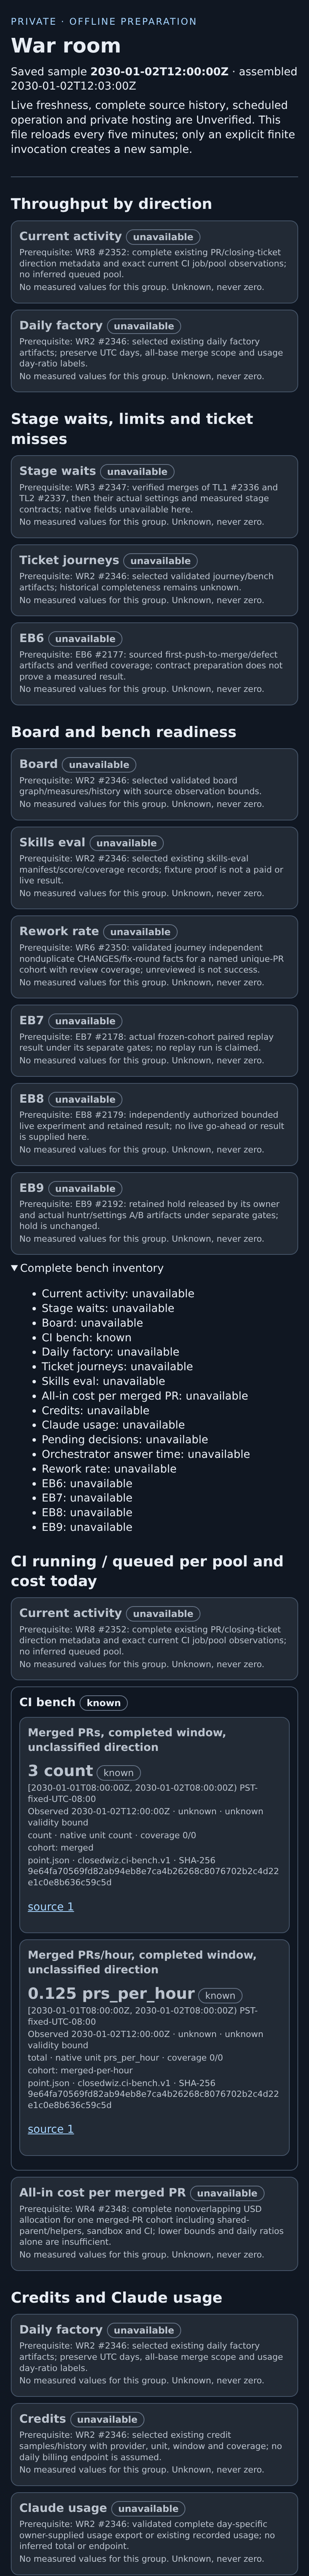 PRIVATE · OFFLINE PREPARATION
War room
Saved sample 2030-01-02T12:00:00Z · assembled
2030-01-02T12:03:00Z
Live freshness, complete source history, scheduled
operation and private hosting are Unverified. This
file reloads every five minutes; only an explicit finite
invocation creates a new sample.
Throughput by direction
Current activity unavailable
Prerequisite: WR8 #2352: complete existing PR/closing-ticket
direction metadata and exact current CI job/pool observations;
no inferred queued pool.
No measured values for this group. Unknown, never zero.
Daily factory unavailable
Prerequisite: WR2 #2346: selected existing daily factory
artifacts; preserve UTC days, all-base merge scope and usage
day-ratio labels.
No measured values for this group. Unknown, never zero.
Stage waits, limits and ticket
misses
Stage waits unavailable
Prerequisite: WR3 #2347: verified merges of TL1 #2336 and
TL2 #2337, then their actual settings and measured stage
contracts; native fields unavailable here.
No measured values for this group. Unknown, never zero.
Ticket journeys unavailable
Prerequisite: WR2 #2346: selected validated journey/bench
artifacts; historical completeness remains unknown.
No measured values for this group. Unknown, never zero.
EB6 unavailable
Prerequisite: EB6 #2177: sourced first-push-to-merge/defect
artifacts and verified coverage; contract preparation does not
prove a measured result.
No measured values for this group. Unknown, never zero.
Board and bench readiness
Board unavailable
Prerequisite: WR2 #2346: selected validated board
graph/measures/history with source observation bounds.
No measured values for this group. Unknown, never zero.
Skills eval unavailable
Prerequisite: WR2 #2346: selected existing skills-eval
manifest/score/coverage records; fixture proof is not a paid or
live result.
No measured values for this group. Unknown, never zero.
Rework rate unavailable
Prerequisite: WR6 #2350: validated journey independent
nonduplicate CHANGES/fix-round facts for a named unique-PR
cohort with review coverage; unreviewed is not success.
No measured values for this group. Unknown, never zero.
EB7 unavailable
Prerequisite: EB7 #2178: actual frozen-cohort paired replay
result under its separate gates; no replay run is claimed.
No measured values for this group. Unknown, never zero.
EB8 unavailable
Prerequisite: EB8 #2179: independently authorized bounded
live experiment and retained result; no live go-ahead or result
is supplied here.
No measured values for this group. Unknown, never zero.
EB9 unavailable
Prerequisite: EB9 #2192: retained hold released by its owner
and actual huntr/settings A/B artifacts under separate gates;
hold is unchanged.
No measured values for this group. Unknown, never zero.
▼Complete bench inventory
• Current activity: unavailable
• Stage waits: unavailable
• Board: unavailable
• CI bench: known
• Daily factory: unavailable
• Ticket journeys: unavailable
• Skills eval: unavailable
• All-in cost per merged PR: unavailable
• Credits: unavailable
• Claude usage: unavailable
• Pending decisions: unavailable
• Orchestrator answer time: unavailable
• Rework rate: unavailable
• EB6: unavailable
• EB7: unavailable
• EB8: unavailable
• EB9: unavailable
CI running / queued per pool and
cost today
Current activity unavailable
Prerequisite: WR8 #2352: complete existing PR/closing-ticket
direction metadata and exact current CI job/pool observations;
no inferred queued pool.
No measured values for this group. Unknown, never zero.
CI bench known
Merged PRs, completed window,
unclassified direction
3 count known
[2030-01-01T08:00:00Z, 2030-01-02T08:00:00Z) PST-
fixed-UTC-08:00
Observed 2030-01-02T12:00:00Z · unknown · unknown
validity bound
count · native unit count · coverage 0/0
cohort: merged
point.json · closedwiz.ci-bench.v1 · SHA-256
9e64fa70569fd82ab94eb8e7ca4b26268c8076702b2c4d22
e1c0e8b636c59c5d
source 1
Merged PRs/hour, completed window,
unclassified direction
0.125 prs_per_hour known
[2030-01-01T08:00:00Z, 2030-01-02T08:00:00Z) PST-
fixed-UTC-08:00
Observed 2030-01-02T12:00:00Z · unknown · unknown
validity bound
total · native unit prs_per_hour · coverage 0/0
cohort: merged-per-hour
point.json · closedwiz.ci-bench.v1 · SHA-256
9e64fa70569fd82ab94eb8e7ca4b26268c8076702b2c4d22
e1c0e8b636c59c5d
source 1
All-in cost per merged PR unavailable
Prerequisite: WR4 #2348: complete nonoverlapping USD
allocation for one merged-PR cohort including shared-
parent/helpers, sandbox and CI; lower bounds and daily ratios
alone are insufficient.
No measured values for this group. Unknown, never zero.
Credits and Claude usage
Daily factory unavailable
Prerequisite: WR2 #2346: selected existing daily factory
artifacts; preserve UTC days, all-base merge scope and usage
day-ratio labels.
No measured values for this group. Unknown, never zero.
Credits unavailable
Prerequisite: WR2 #2346: selected existing credit
samples/history with provider, unit, window and coverage; no
daily billing endpoint is assumed.
No measured values for this group. Unknown, never zero.
Claude usage unavailable
Prerequisite: WR2 #2346: validated complete day-specific
owner-supplied usage export or existing recorded usage; no
inferred total or endpoint.
No measured values for this group. Unknown, never zero.